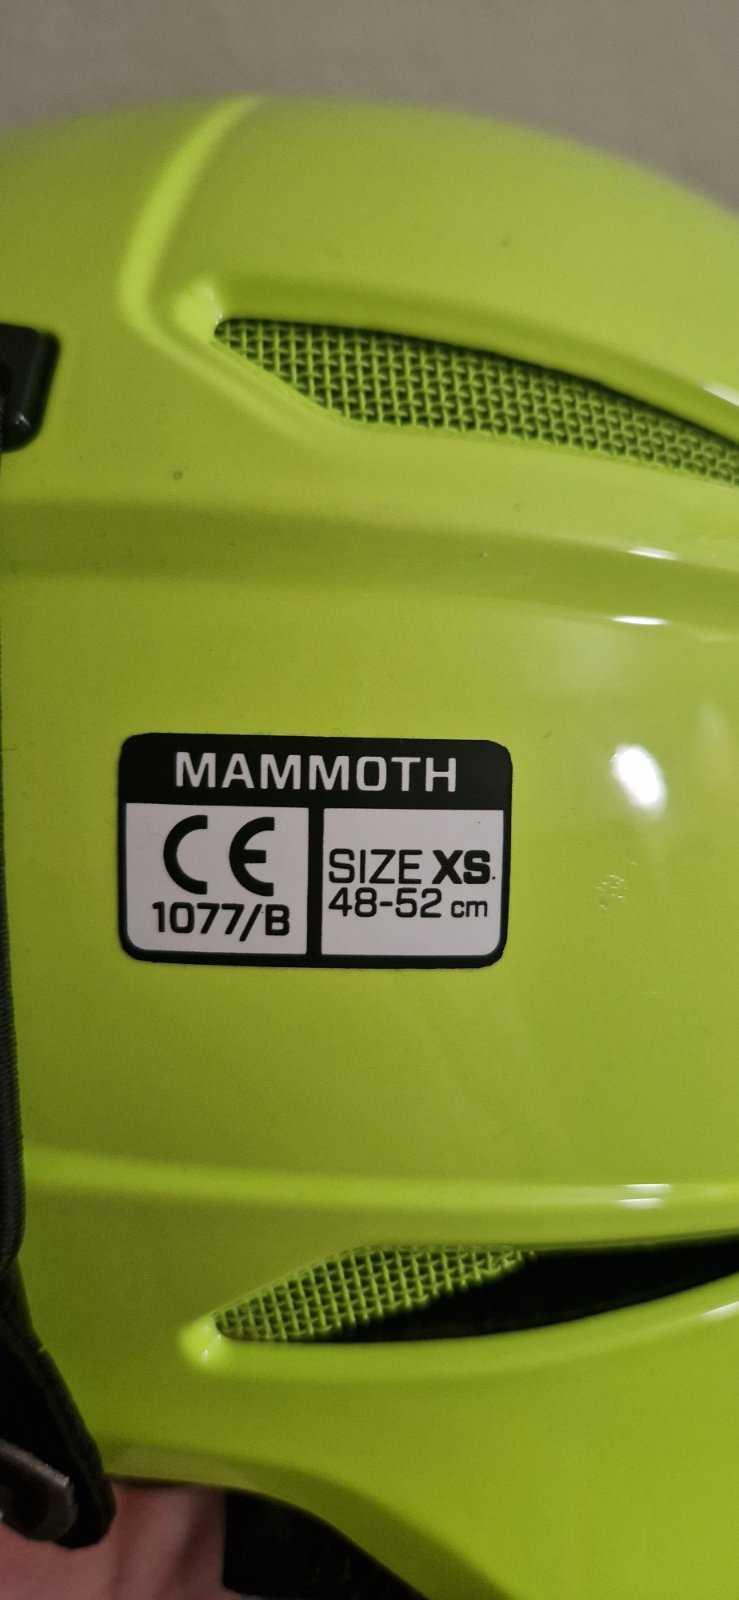 MAMMOTH
CE
1077/B
SIZE XS.
48-52 cm